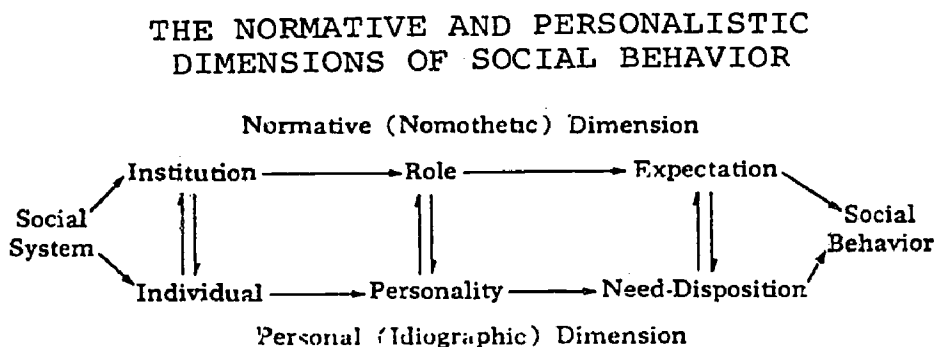 THE NORMATIVE AND PERSONALISTIC
DIMENSIONS OF SOCIAL BEHAVIOR
Normative (Nomothetic) Dimension
Institution Role Expectation
Social
System
Social
Behavior
Individual Personality Need-Disposition
Personal (Idiographic) Dimension